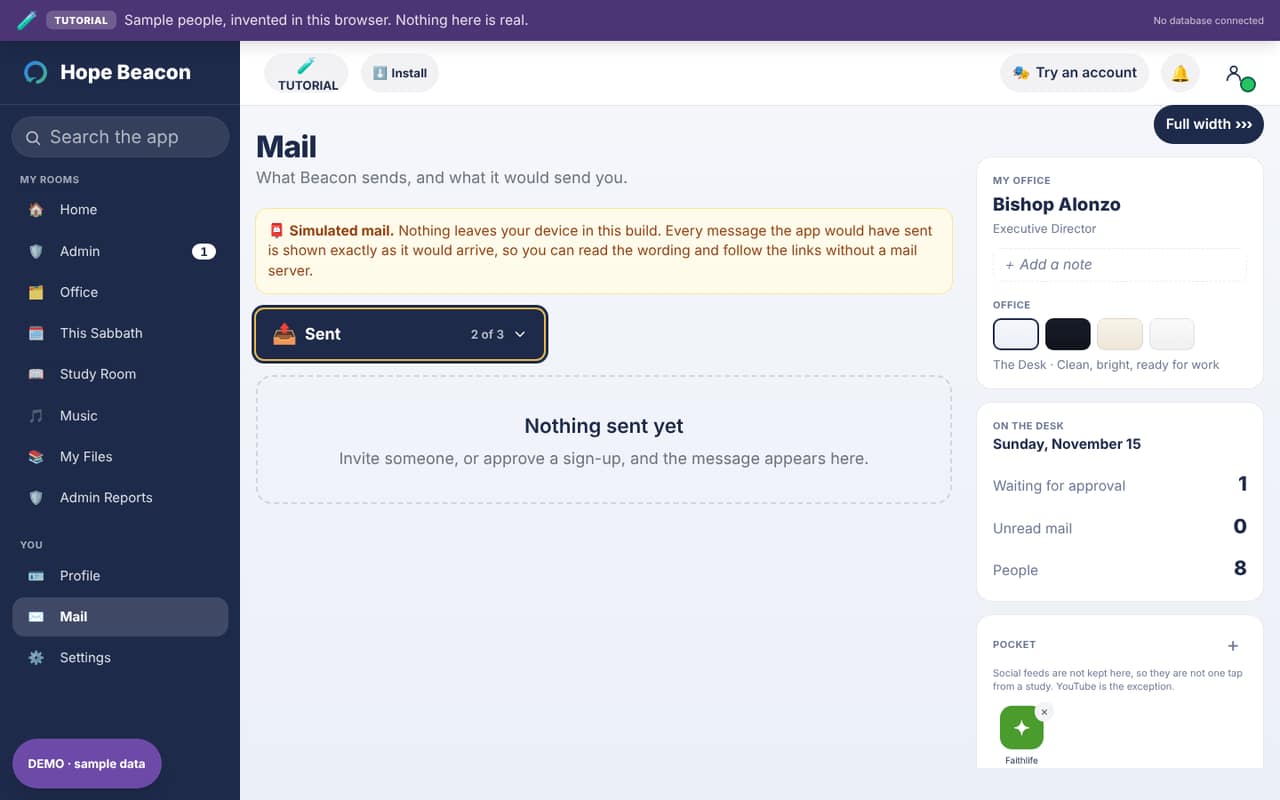 TUTORIAL Sample people, invented in this browser. Nothing here is real.
No database connected
Hope Beacon
Search the app
MY ROOMS
Home
Admin 1
Office
This Sabbath
Study Room
Music
My Files
Admin Reports
YOU
Profile
Mail
Settings
DEMO · sample data
TUTORIAL
Install
Try an account
Full width ›››
Mail
What Beacon sends, and what it would send you.
Simulated mail. Nothing leaves your device in this build. Every message the app would have sent
is shown exactly as it would arrive, so you can read the wording and follow the links without a mail
server.
Sent 2 of 3
Nothing sent yet
Invite someone, or approve a sign-up, and the message appears here.
MY OFFICE
Bishop Alonzo
Executive Director
+ Add a note
OFFICE
The Desk · Clean, bright, ready for work
ON THE DESK
Sunday, November 15
Waiting for approval 1
Unread mail 0
People 8
POCKET +
Social feeds are not kept here, so they are not one tap
from a study. YouTube is the exception.
×
Faithlife